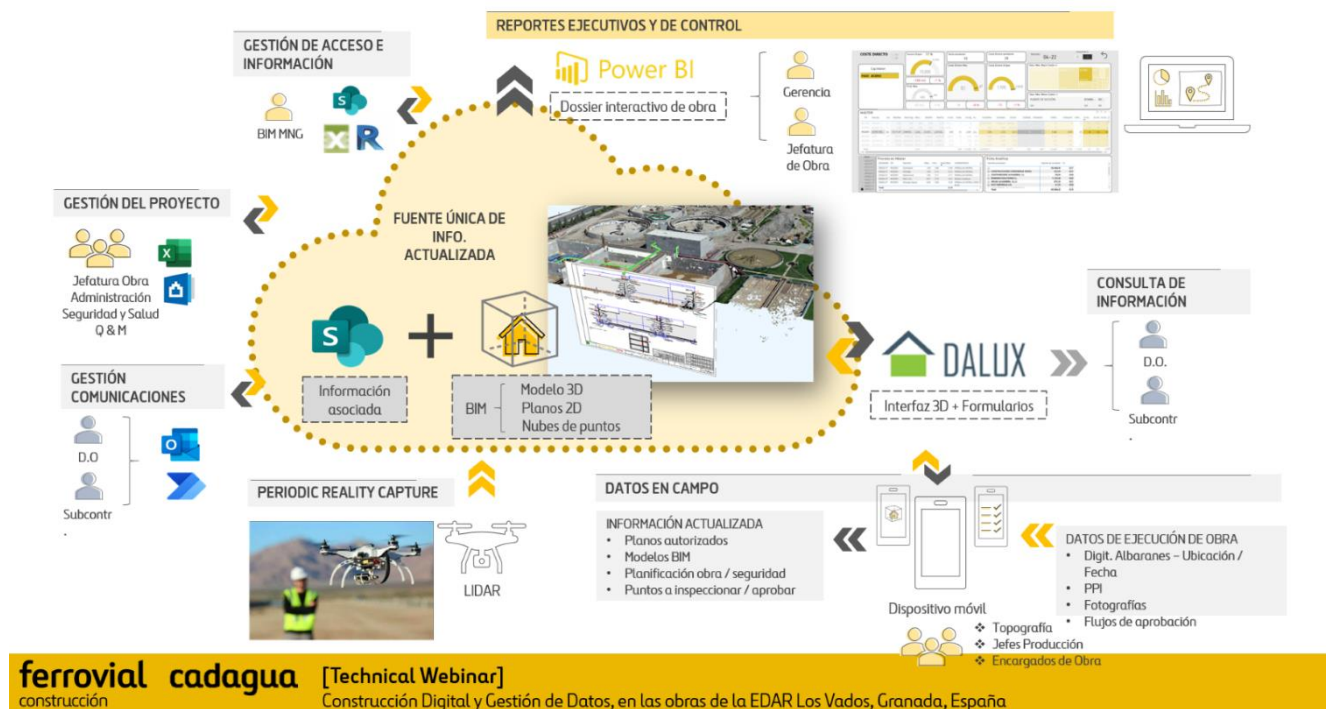 REPORTES EJECUTIVOS Y DE CONTROL
GESTIÓN DE ACCESO E
INFORMACIÓN
BIM MNG
S
X
R
Power BI
Dossier interactivo de obra
Gerencia
Jefatura
de Obra
COSTE DIRECTO
GESTIÓN DEL PROYECTO
Jefatura Obra
Administración
Seguridad y Salud
Q & M
X
FUENTE ÚNICA DE
INFO.
ACTUALIZADA
S
Información
asociada
BIM
Modelo 3D
Planos 2D
Nubes de puntos
GESTIÓN
COMUNICACIONES
D.O
Subcontr
.
O
DALUX
Interfaz 3D + Formularios
CONSULTA DE
INFORMACIÓN
D.O.
Subcontr
.
PERIODIC REALITY CAPTURE
LIDAR
DATOS EN CAMPO
INFORMACIÓN ACTUALIZADA
• Planos autorizados
• Modelos BIM
• Planificación obra / seguridad
• Puntos a inspeccionar / aprobar
DATOS DE EJECUCIÓN DE OBRA
• Digit. Albaranes – Ubicación /
Fecha
• PPI
• Fotografías
• Flujos de aprobación
Dispositivo móvil
❖ Topografía
❖ Jefes Producción
❖ Encargados de Obra
ferrovial
construcción
cadagua
[Technical Webinar]
Construcción Digital y Gestión de Datos, en las obras de la EDAR Los Vados, Granada, España